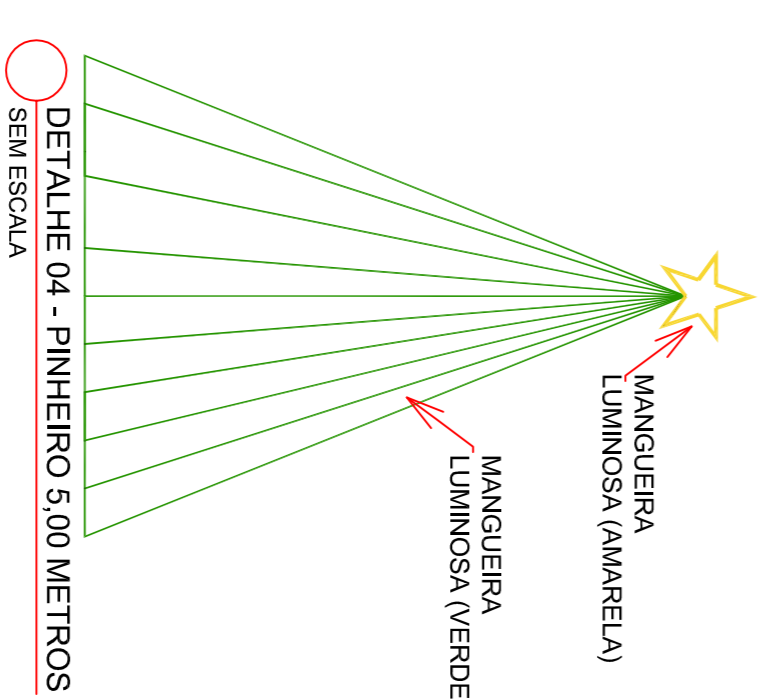 MANGUEIRA
LUMINOSA (AMARELA)
MANGUEIRA
LUMINOSA (VERDE
DETALHE 04 - PINHEIRO 5,00 METROS
SEM ESCALA